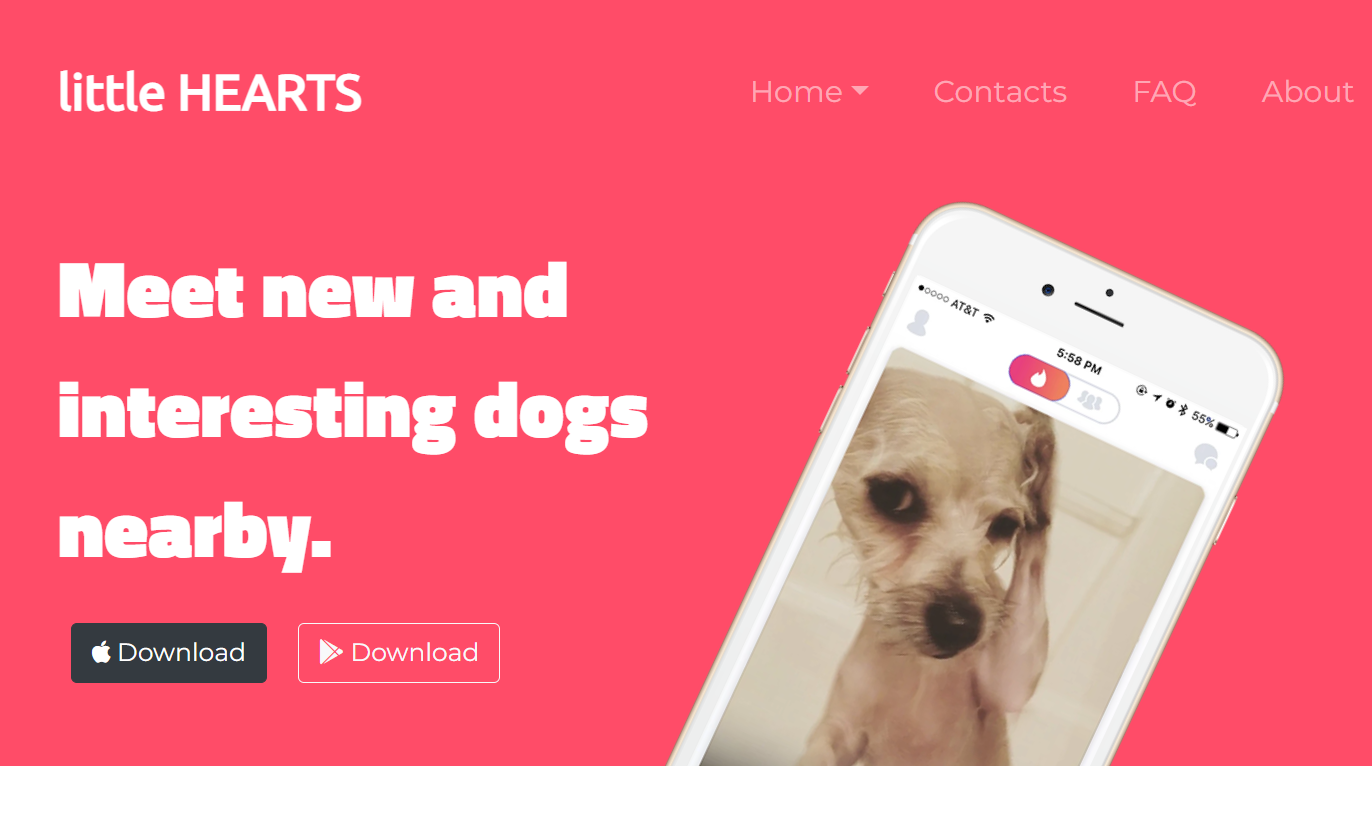 little HEARTS
Home
Contacts
FAQ
About
Meet new and
interesting dogs
nearby.
Download
Download
AT&T
5:58 PM
55%